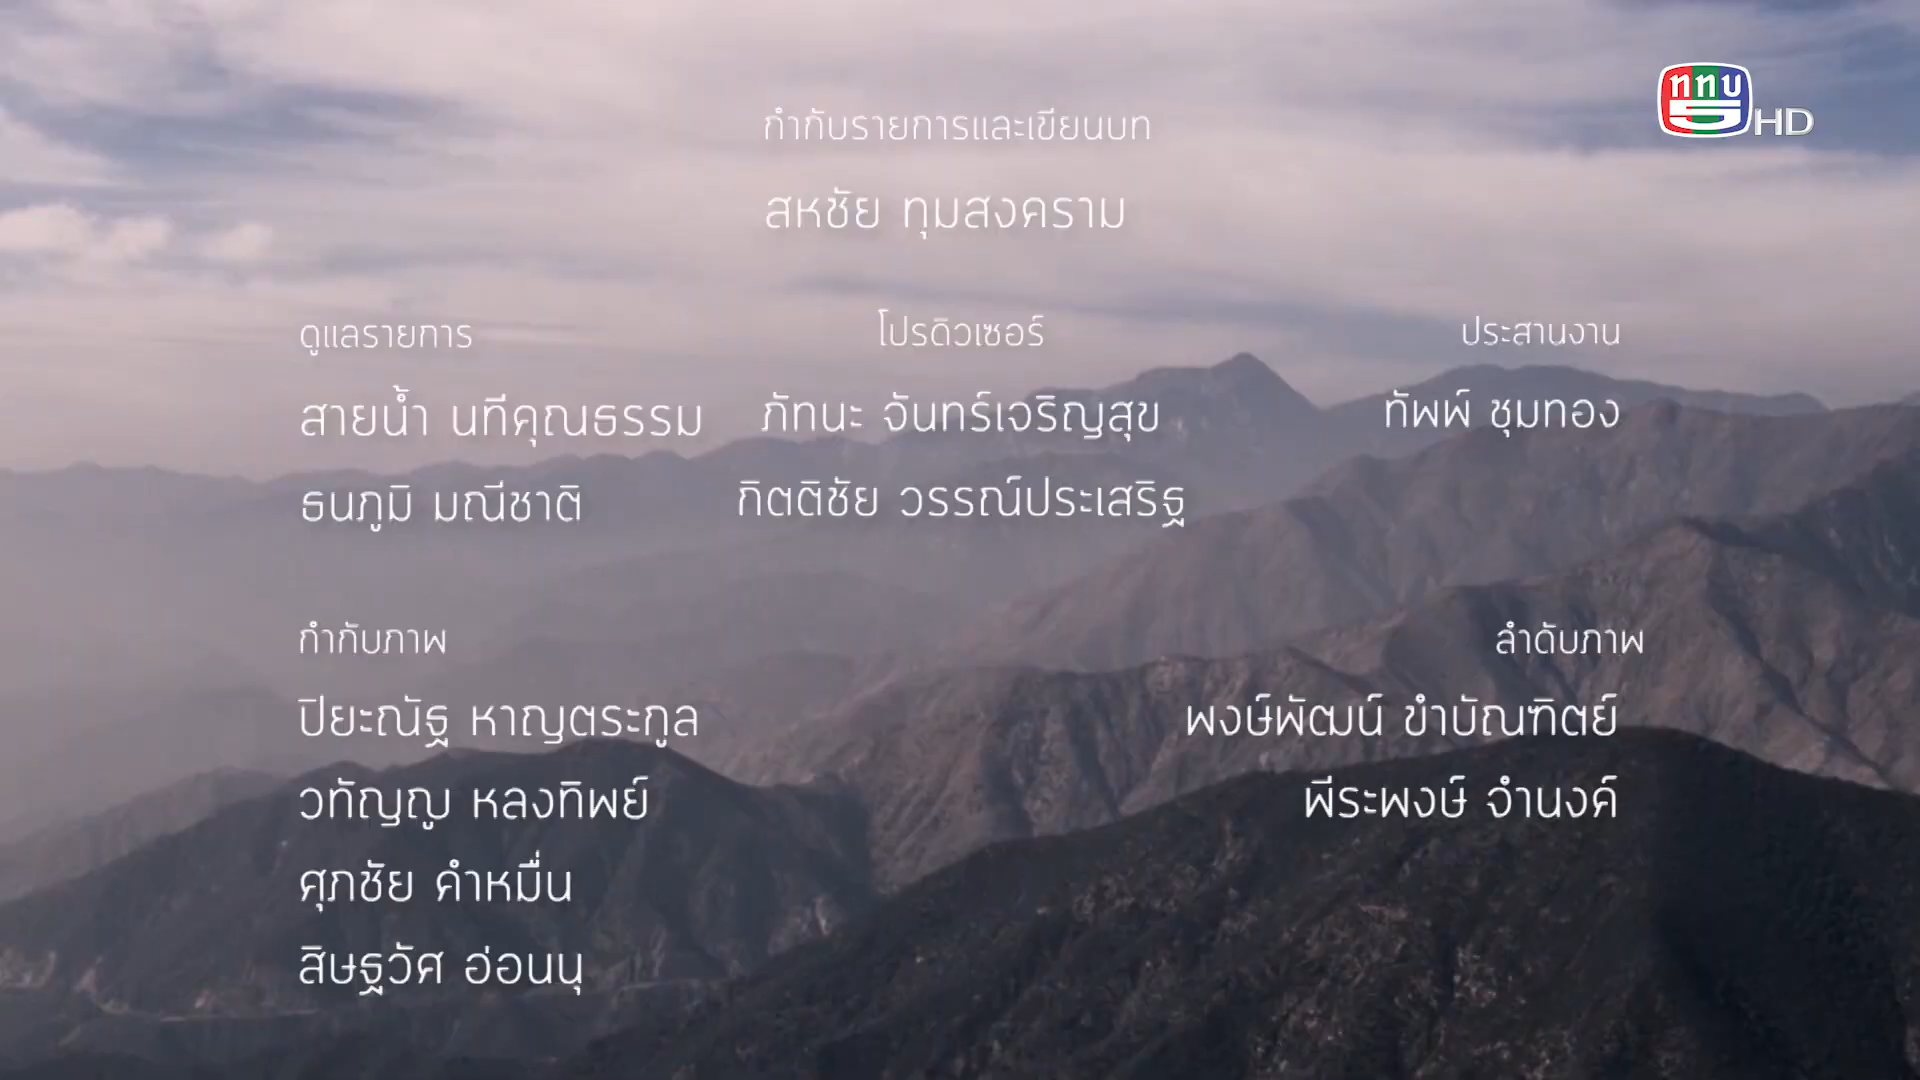 ททบ 5 HD
กำกับรายการและเขียนบท
สหชัย ทุมสงคราม
ดูแลรายการ
สายน้ำ นทีคุณธรรม
ธนภูมิ มณีชาติ
โปรดิวเซอร์
ภัทนะ จันทร์เจริญสุข
กิตติชัย วรรณ์ประเสริฐ
ประสานงาน
ทัพพ์ ชุมทอง
กำกับภาพ
ปิยะณัฐ หาญตระกูล
วทัญญู หลงทิพย์
ศุภชัย คำหมื่น
สิษฐวัศ อ่อนนุ
ลำดับภาพ
พงษ์พัฒน์ ขำบัณฑิตย์
พีระพงษ์ จำนงค์